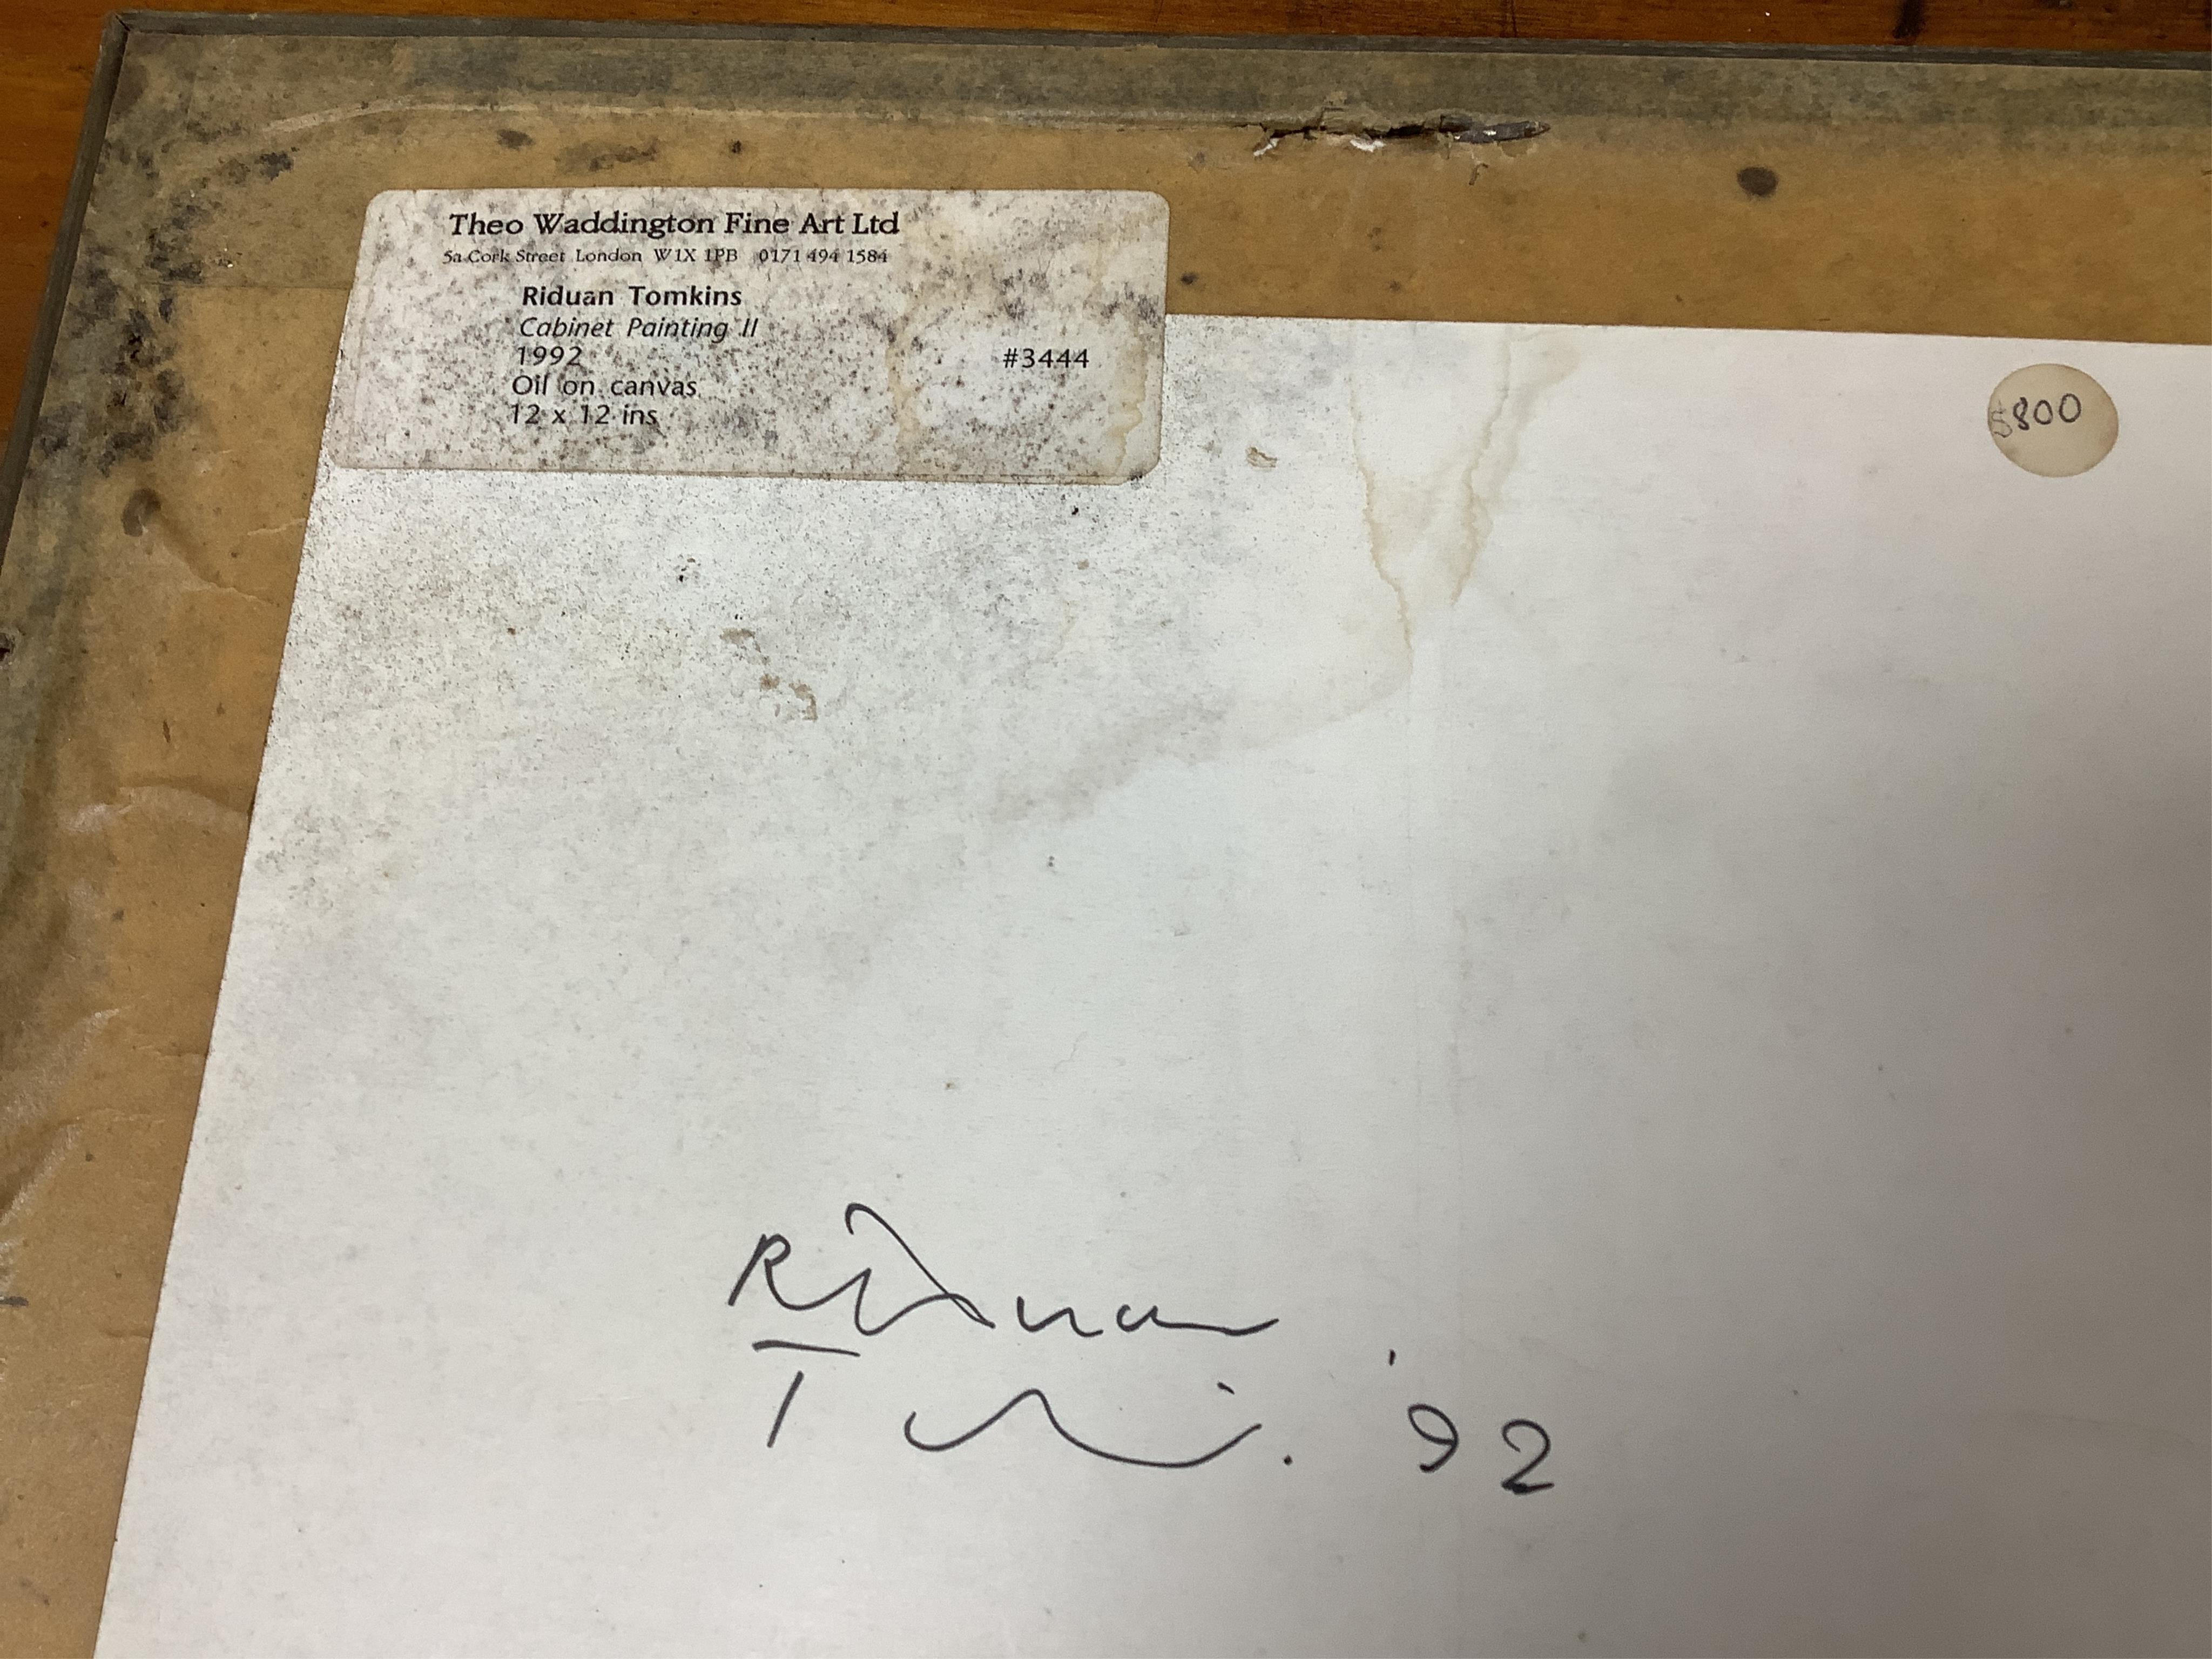 Theo Waddington Fine Art Ltd
5a Cork Street London W1X 1PB 0171 494 1584
Riduan Tomkins
Cabinet Painting II
1992
#3444
Oil on canvas
12 x 12 ins
$800
Riduan
T
'92